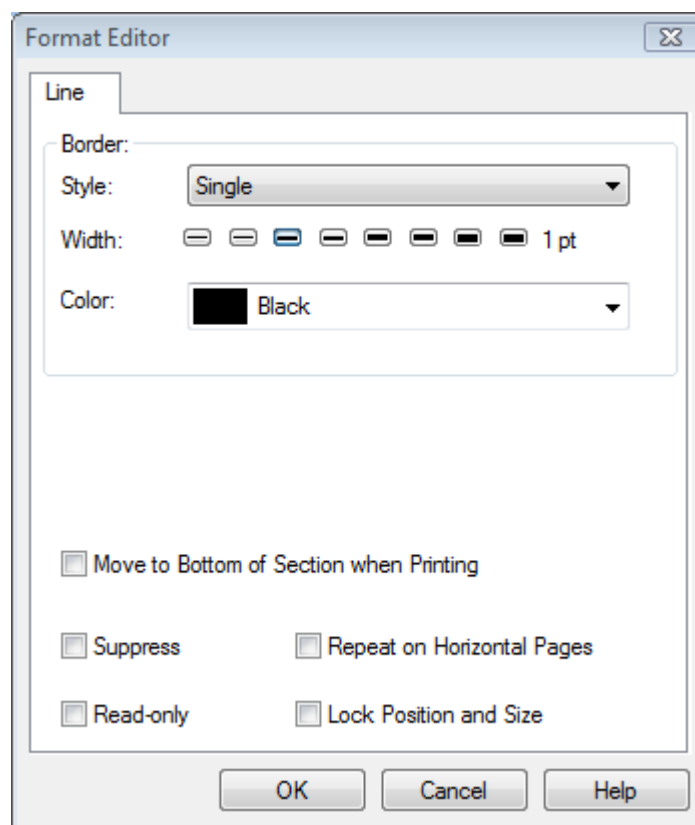 Format Editor
Line
Border:
Style: Single
Width: 1 pt
Color: Black
Move to Bottom of Section when Printing
Suppress Repeat on Horizontal Pages
Read-only Lock Position and Size
OK Cancel Help